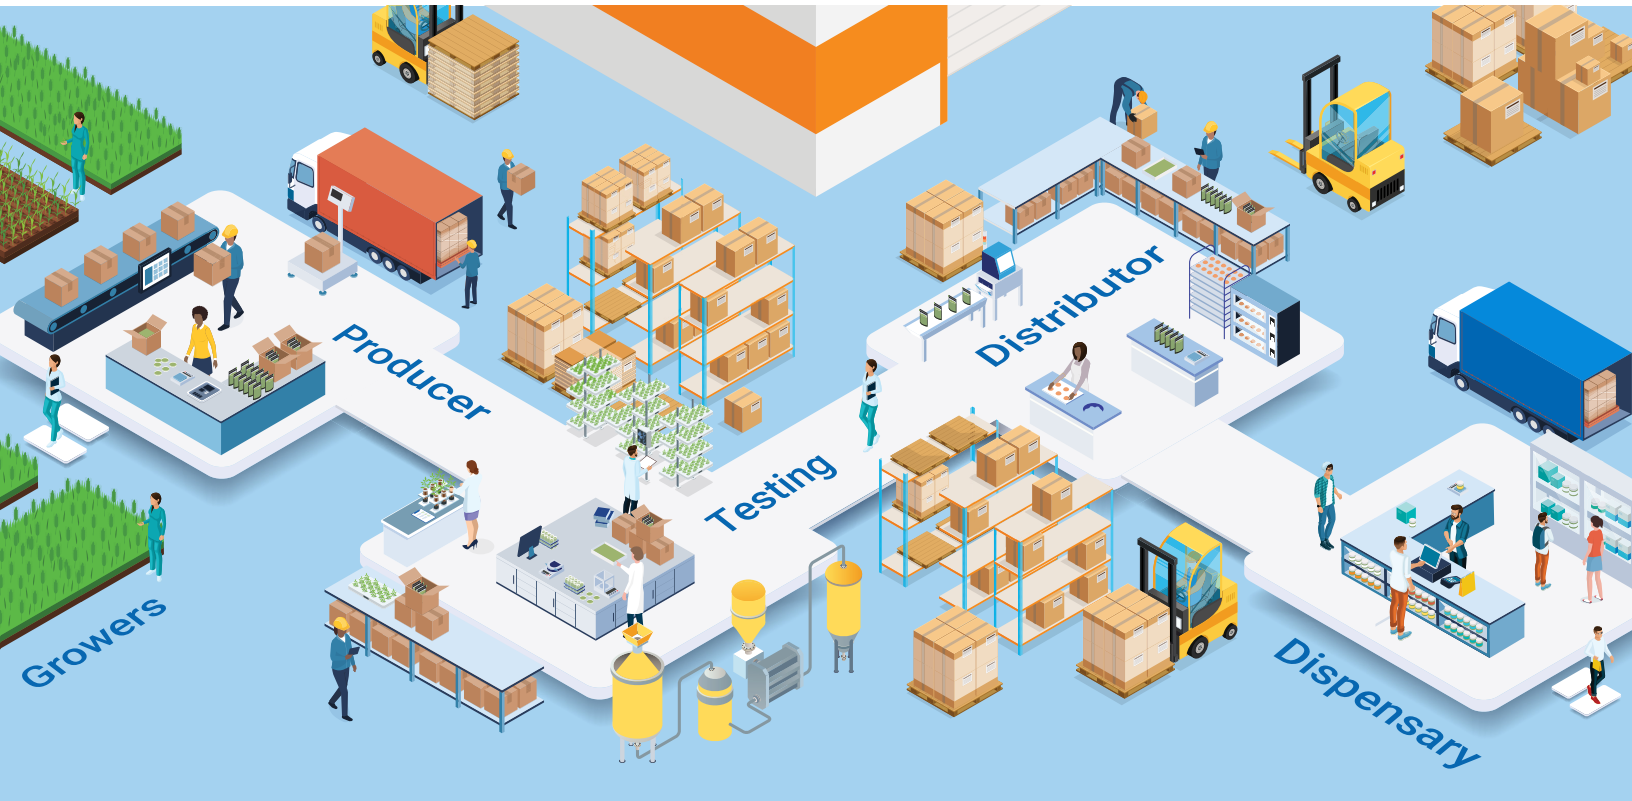 Distributor
Producer
Testing
Growers
Dispensary